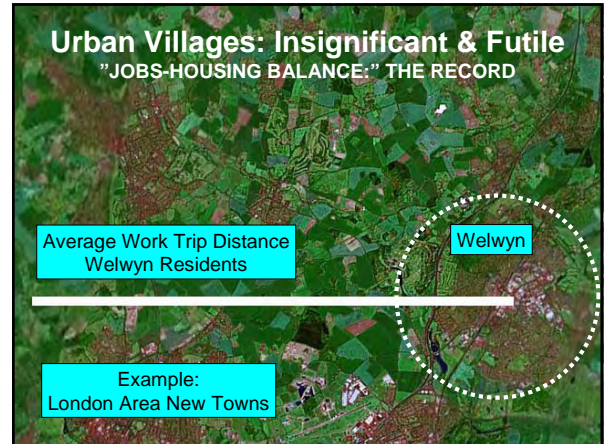 Urban Villages: Insignificant & Futile
”JOBS-HOUSING BALANCE:” THE RECORD
Average Work Trip Distance
Welwyn Residents
Welwyn
Example:
London Area New Towns